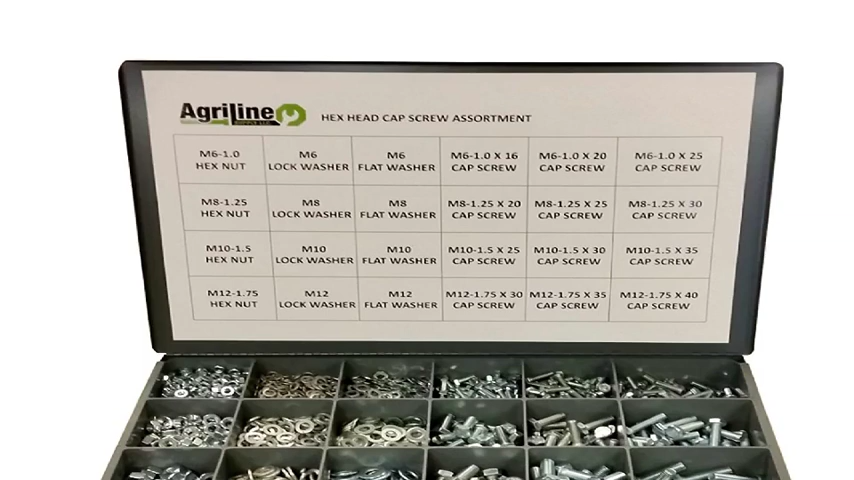 AgriLine
HEX HEAD CAP SCREW ASSORTMENT
M6-1.0 HEX NUT
M6 LOCK WASHER
M6 FLAT WASHER
M6-1.0 X 16 CAP SCREW
M6-1.0 X 20 CAP SCREW
M6-1.0 X 25 CAP SCREW
M8-1.25 HEX NUT
M8 LOCK WASHER
M8 FLAT WASHER
M8-1.25 X 20 CAP SCREW
M8-1.25 X 25 CAP SCREW
M8-1.25 X 30 CAP SCREW
M10-1.5 HEX NUT
M10 LOCK WASHER
M10 FLAT WASHER
M10-1.5 X 25 CAP SCREW
M10-1.5 X 30 CAP SCREW
M10-1.5 X 35 CAP SCREW
M12-1.75 HEX NUT
M12 LOCK WASHER
M12 FLAT WASHER
M12-1.75 X 30 CAP SCREW
M12-1.75 X 35 CAP SCREW
M12-1.75 X 40 CAP SCREW